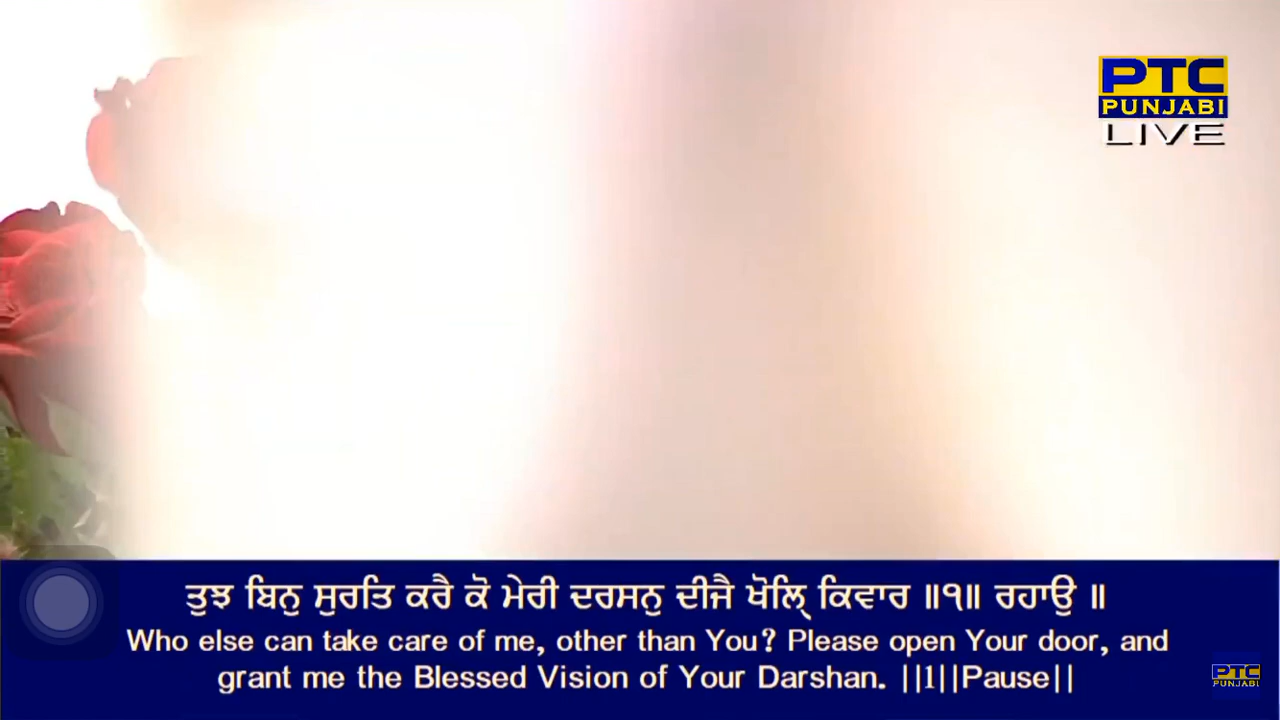 PTC
PUNJABI
LIVE
ਤੁਝ ਬਿਨੁ ਸੁਰਤਿ ਕਰੈ ਕੋ ਮੇਰੀ ਦਰਸਨੁ ਦੀਜੈ ਖੋਲਿ੍ ਕਿਵਾਰ ॥੧॥ ਰਹਾਉ ॥
Who else can take care of me, other than You? Please open Your door, and
grant me the Blessed Vision of Your Darshan. ||1||Pause||
PTC
PUNJABI